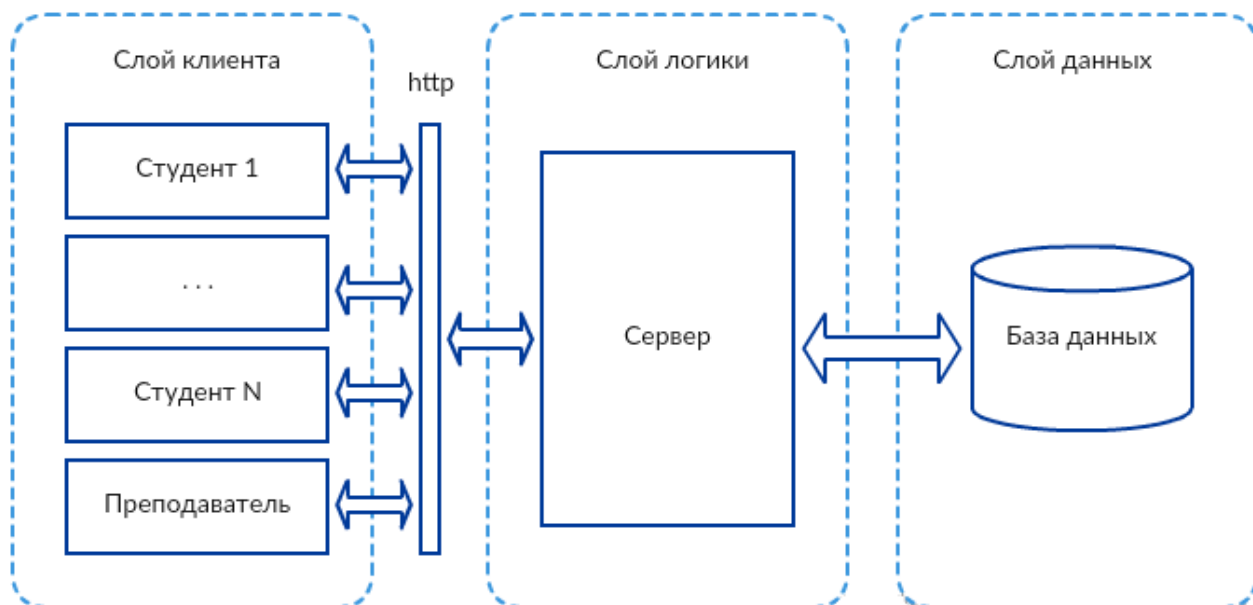 Слой клиента
http
Слой логики
Слой данных
Студент 1
. . .
Студент N
Преподаватель
Сервер
База данных